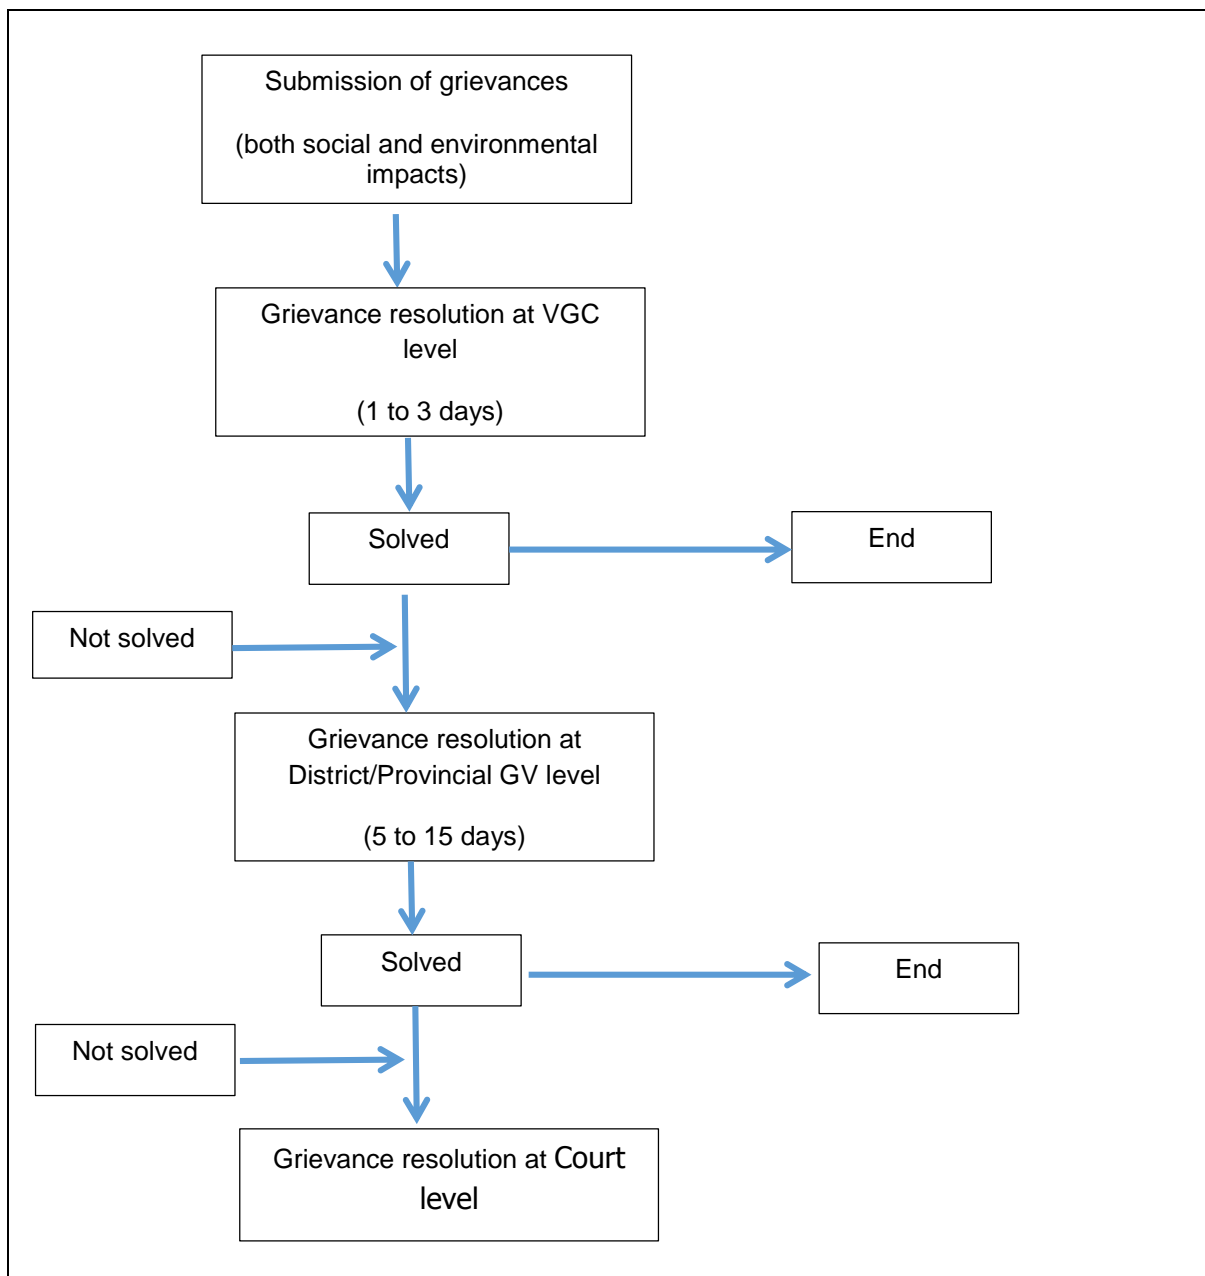 Submission of grievances
(both social and environmental
impacts)
Grievance resolution at VGC
level
(1 to 3 days)
Solved
End
Not solved
Grievance resolution at
District/Provincial GV level
(5 to 15 days)
Solved
End
Not solved
Grievance resolution at Court
level